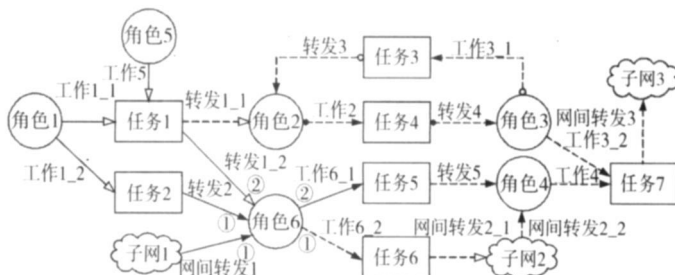 角色5
转发3
任务3
工作3_1
子网3
工作1_1
工作5
转发1_1
工作2
转发4
网间转发3
角色1
任务1
角色2
任务4
角色3
工作3_2
转发1_2
工作1_2
工作6_1
转发5
工作4
任务2
转发2
②
②
任务5
角色4
任务7
①
角色6
工作6_2
网间转发2_1
网间转发2_2
子网1
①
①
网间转发1
任务6
子网2